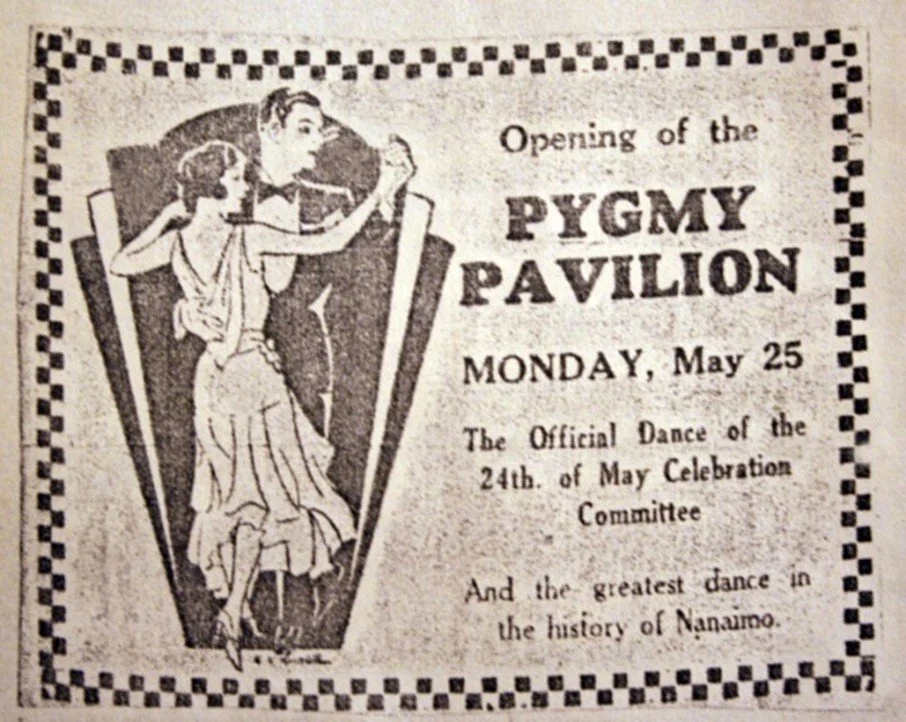 Opening of the
PYGMY
PAVILION
MONDAY, May 25
The Official Dance of the
24th. of May Celebration
Committee
And the greatest dance in
the history of Nanaimo.